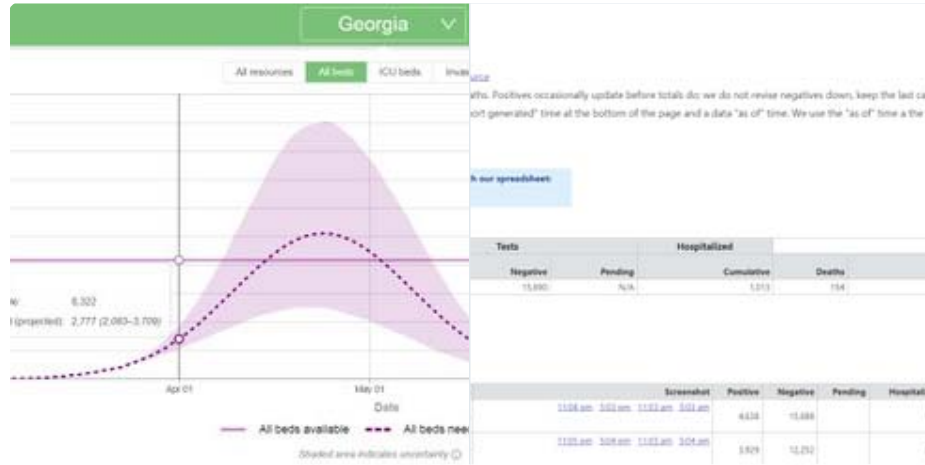 Georgia
All resources
All beds
ICU beds
Invas
6,322
(projected): 2,777 (2,083–3,709)
Apr 01
May 01
Date
All beds available
All beds nee
Shaded area indicates uncertainty
urce
ths. Positives occasionally update before totals do; we do not revise negatives down, keep the last ca
ort generated" time at the bottom of the page and a data "as of" time. We use the "as of" time a the
h our spreadsheet:
Tests Hospitalized
Negative Pending Cumulative Deaths
N/A 1,013 154
Screenshot Positive Negative Pending Hospital
4,638 15,688
3,929 12,252